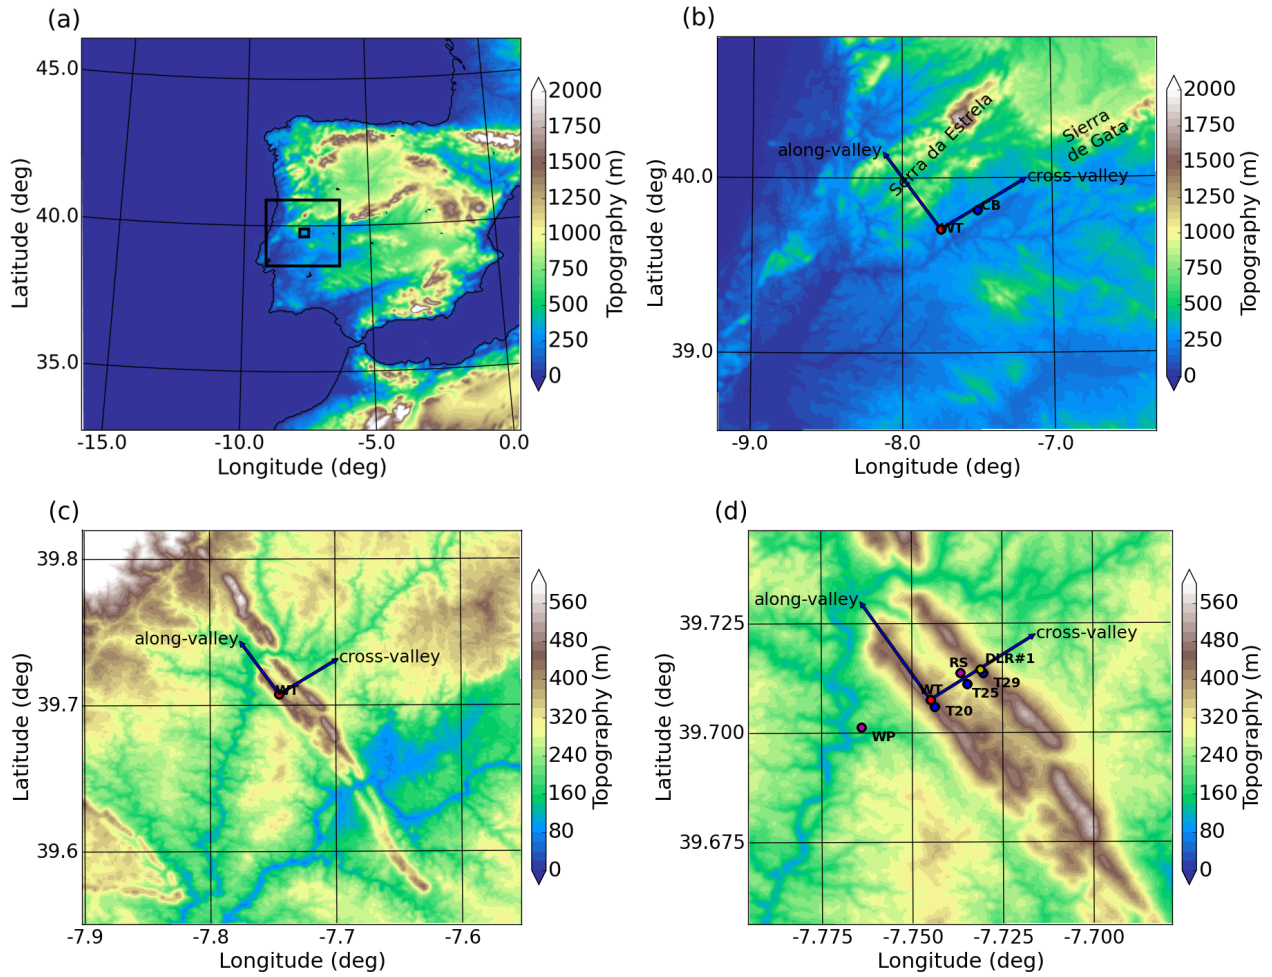 (a)
45.0
40.0
35.0
-15.0
-10.0
-5.0
0.0
Longitude (deg)
Latitude (deg)
2000
1750
1500
1250
1000
750
500
250
0
Topography (m)
(b)
Serra da Estrela
Sierra
de Gata
along-valley
cross-valley
CB
WT
40.0
39.0
-9.0
-8.0
-7.0
Longitude (deg)
Latitude (deg)
2000
1750
1500
1250
1000
750
500
250
0
Topography (m)
(c)
39.8
39.7
39.6
along-valley
cross-valley
WT
-7.9
-7.8
-7.7
-7.6
Longitude (deg)
Latitude (deg)
560
480
400
320
240
160
80
0
Topography (m)
(d)
along-valley
cross-valley
RS
DLR#1
WT
T29
T25
T20
WP
39.725
39.700
39.675
-7.775
-7.750
-7.725
-7.700
Longitude (deg)
Latitude (deg)
560
480
400
320
240
160
80
0
Topography (m)